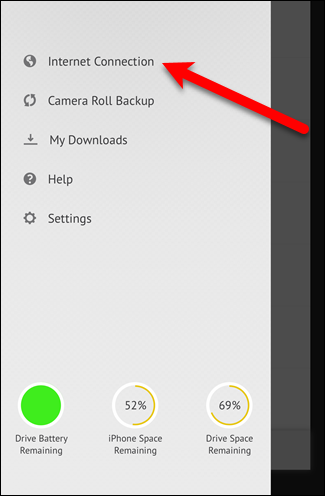 Internet Connection
Camera Roll Backup
My Downloads
Help
Settings
52%
69%
Drive Battery
Remaining
iPhone Space
Remaining
Drive Space
Remaining